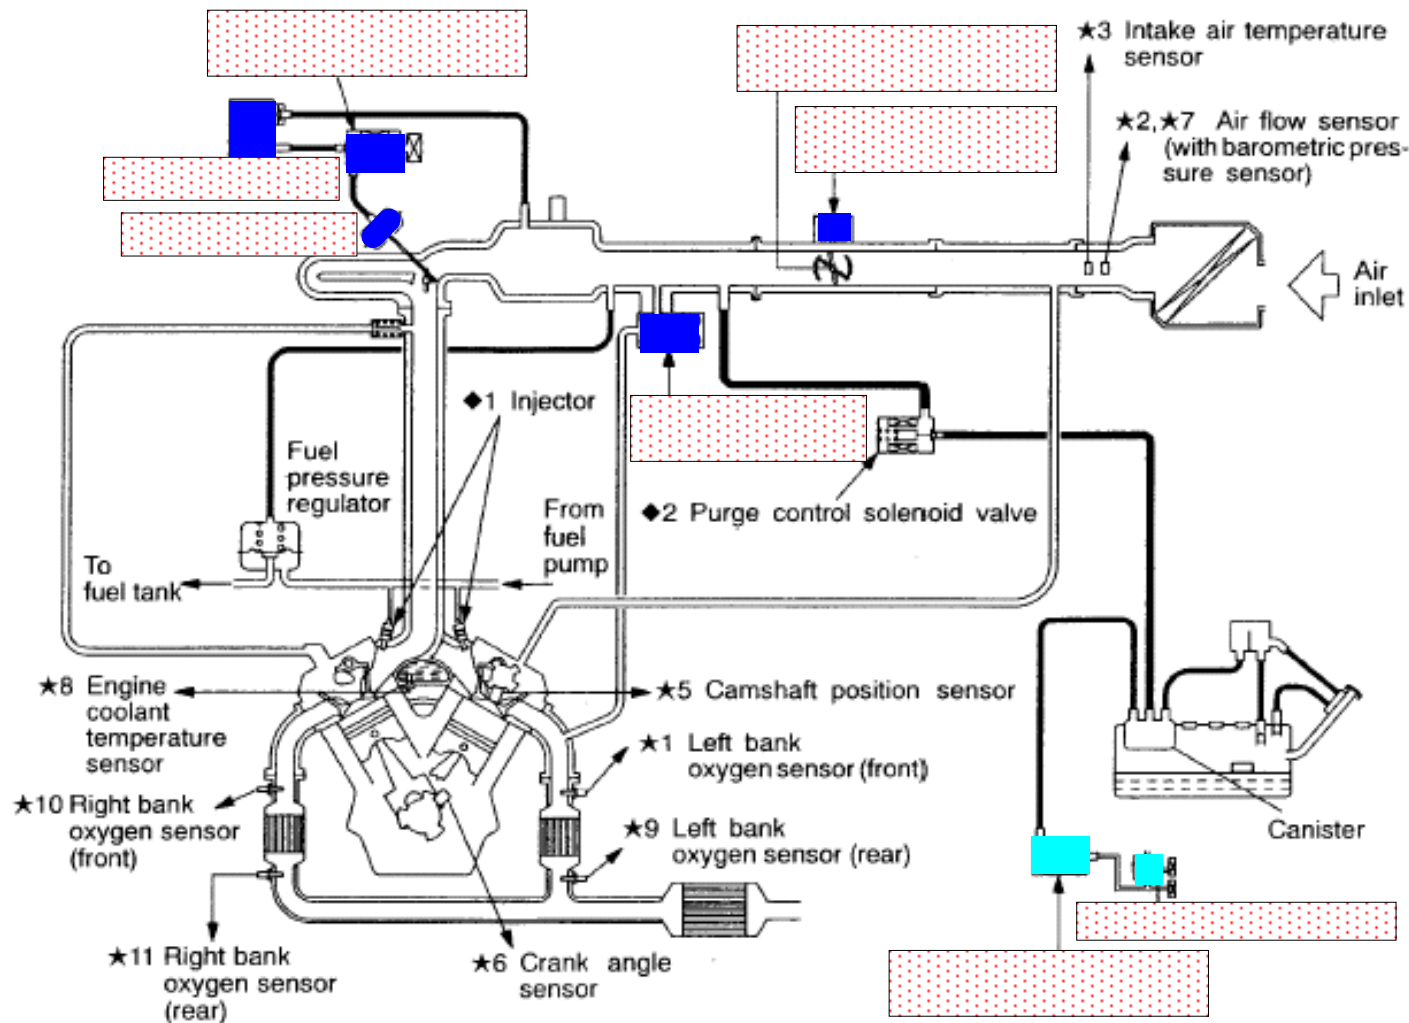 ★3 Intake air temperature
sensor
★2,★7 Air flow sensor
(with barometric pres-
sure sensor)
Air
inlet
◆1 Injector
Fuel
pressure
regulator
From
fuel
pump
◆2 Purge control solenoid valve
To
fuel tank
★8 Engine
coolant
temperature
sensor
★5 Camshaft position sensor
★1 Left bank
oxygen sensor (front)
★10 Right bank
oxygen sensor
(front)
★9 Left bank
oxygen sensor (rear)
Canister
★11 Right bank
oxygen sensor
(rear)
★6 Crank angle
sensor